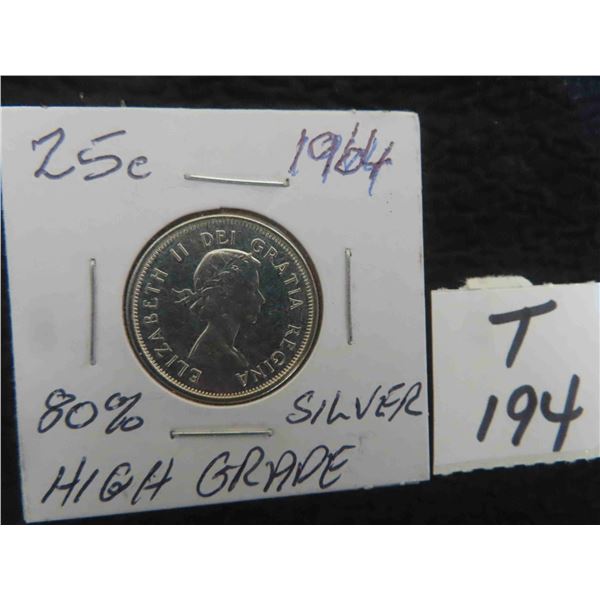 25c 1964
ELIZABETH II DEI GRATIA REGINA
80% SILVER
HIGH GRADE
T
194